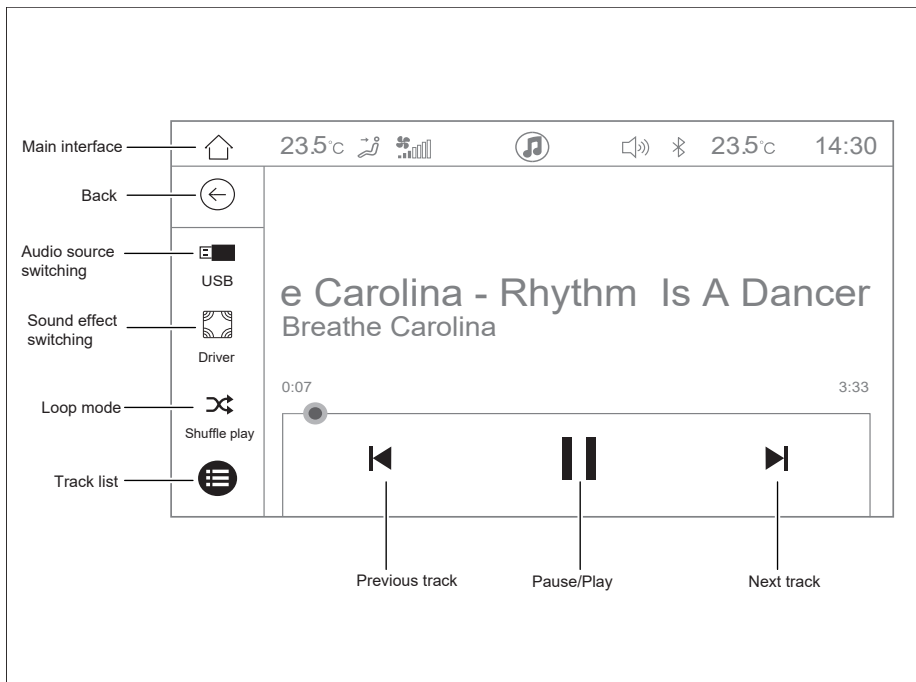 Main interface
23.5°C
23.5°C
14:30
Back
Audio source
switching
USB
e Carolina - Rhythm Is A Dancer
Breathe Carolina
Sound effect
switching
Driver
0:07
3:33
Loop mode
Shuffle play
Track list
Previous track
Pause/Play
Next track